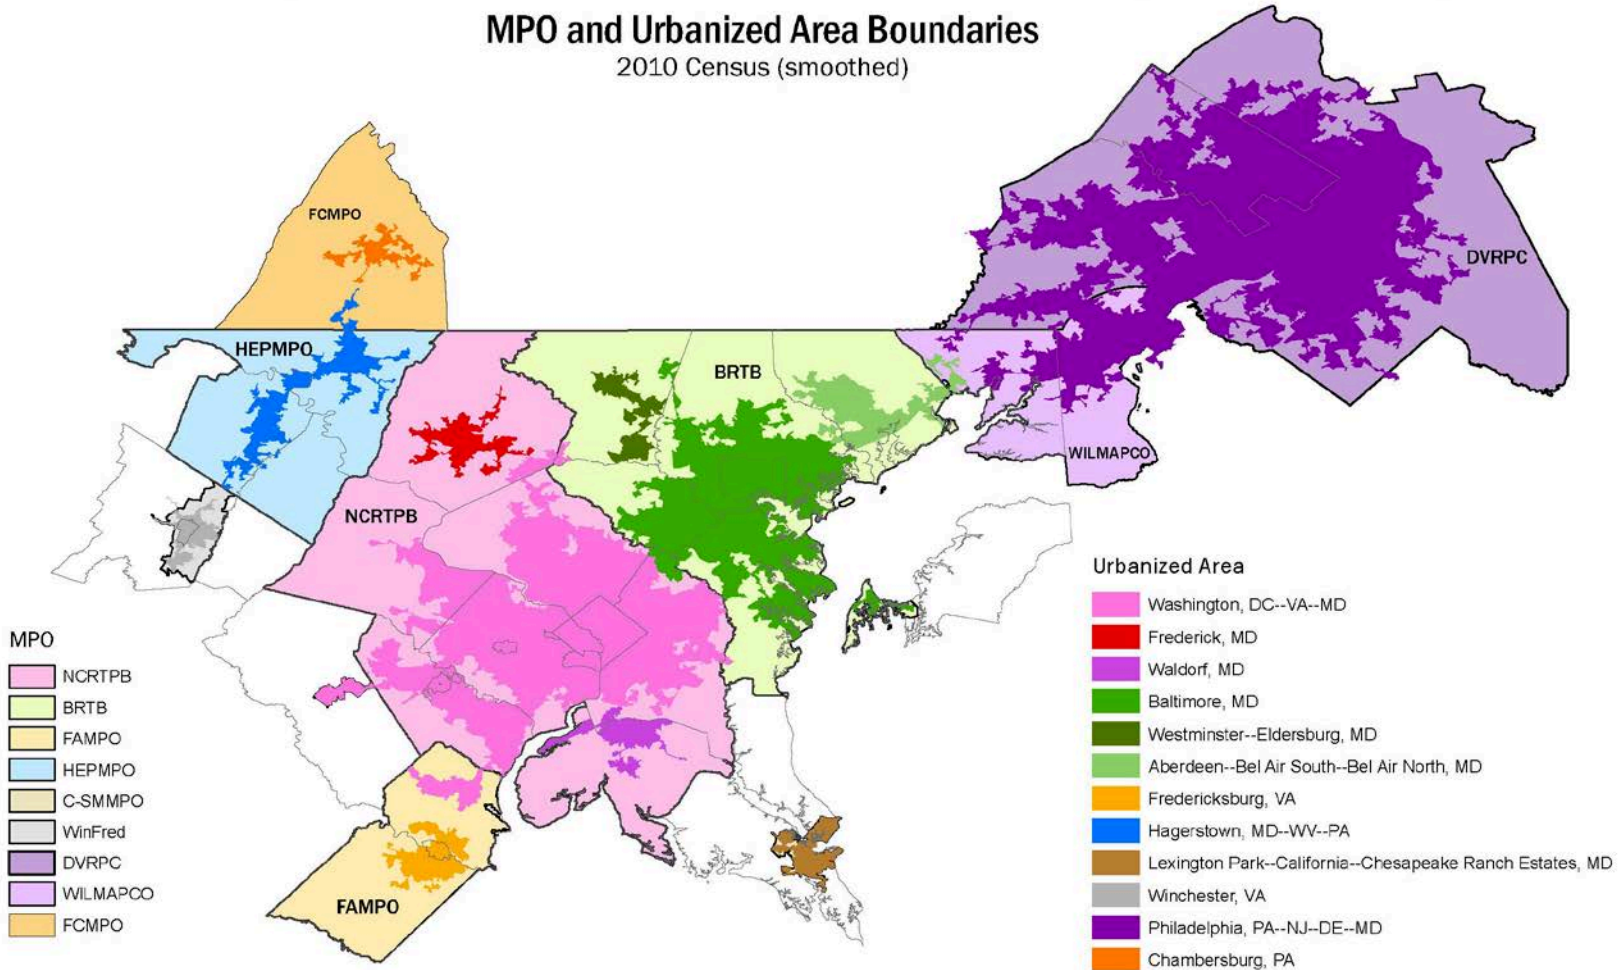 MPO and Urbanized Area Boundaries
2010 Census (smoothed)
FCMPO
DVRPC
HEPMPO
BRTB
WILMAPCO
NCRTPB
FAMPO
MPO
NCRTPB
BRTB
FAMPO
HEPMPO
C-SMMPO
WinFred
DVRPC
WILMAPCO
FCMPO
Urbanized Area
Washington, DC--VA--MD
Frederick, MD
Waldorf, MD
Baltimore, MD
Westminster--Eldersburg, MD
Aberdeen--Bel Air South--Bel Air North, MD
Fredericksburg, VA
Hagerstown, MD--WV--PA
Lexington Park--California--Chesapeake Ranch Estates, MD
Winchester, VA
Philadelphia, PA--NJ--DE--MD
Chambersburg, PA